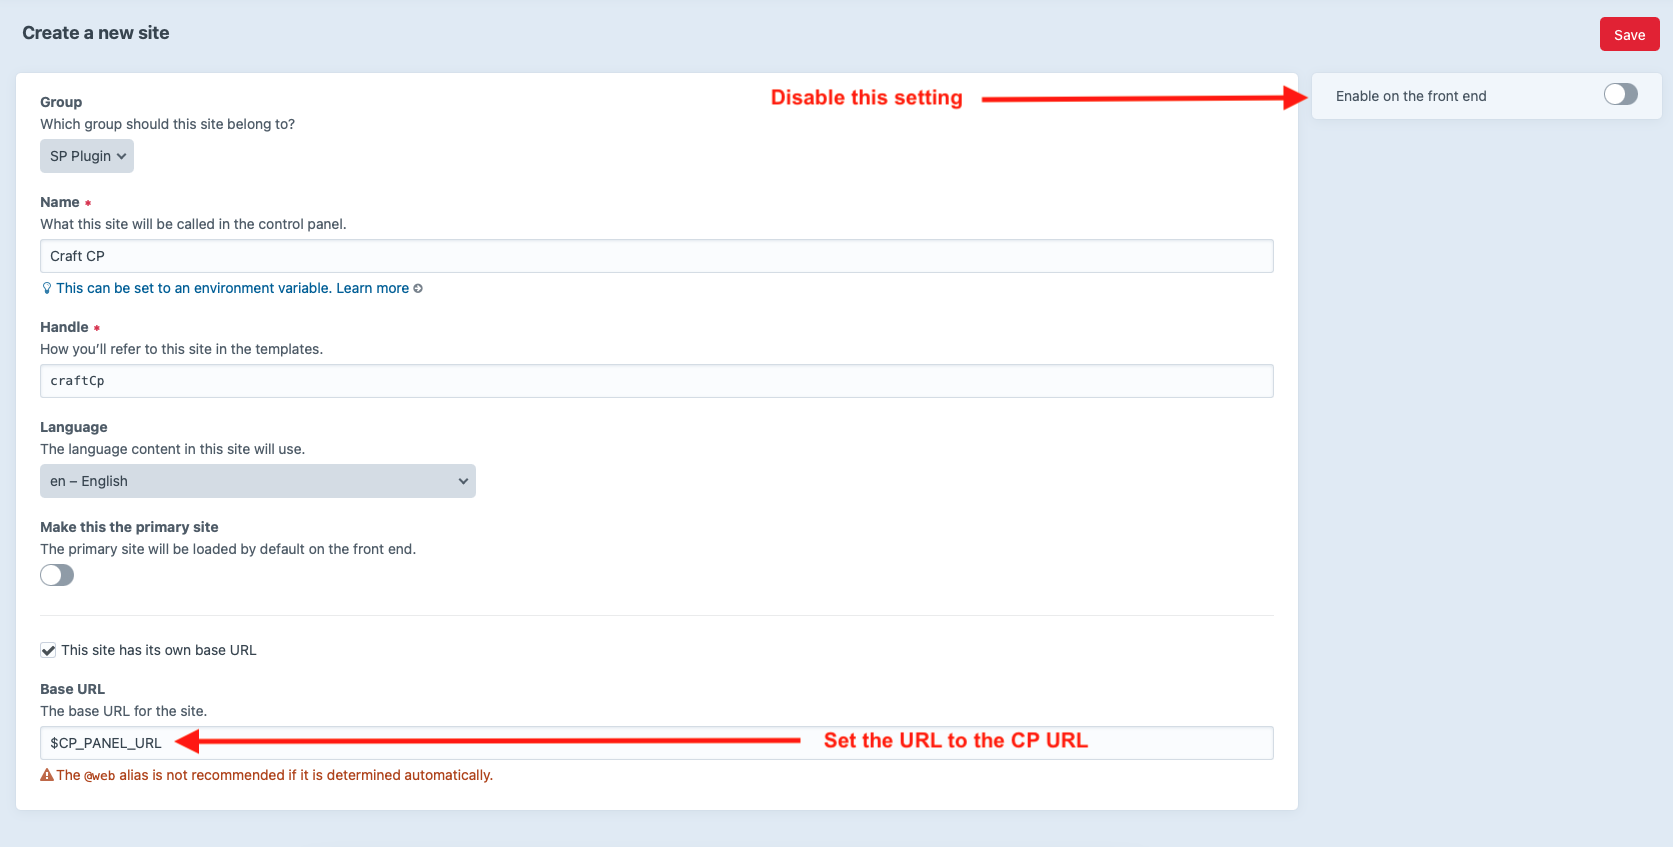 Create a new site
Save
Group
Which group should this site belong to?
SP Plugin
Disable this setting
Enable on the front end
Name *
What this site will be called in the control panel.
Craft CP
This can be set to an environment variable. Learn more
Handle *
How you’ll refer to this site in the templates.
craftCp
Language
The language content in this site will use.
en – English
Make this the primary site
The primary site will be loaded by default on the front end.
This site has its own base URL
Base URL
The base URL for the site.
$CP_PANEL_URL
Set the URL to the CP URL
The @web alias is not recommended if it is determined automatically.